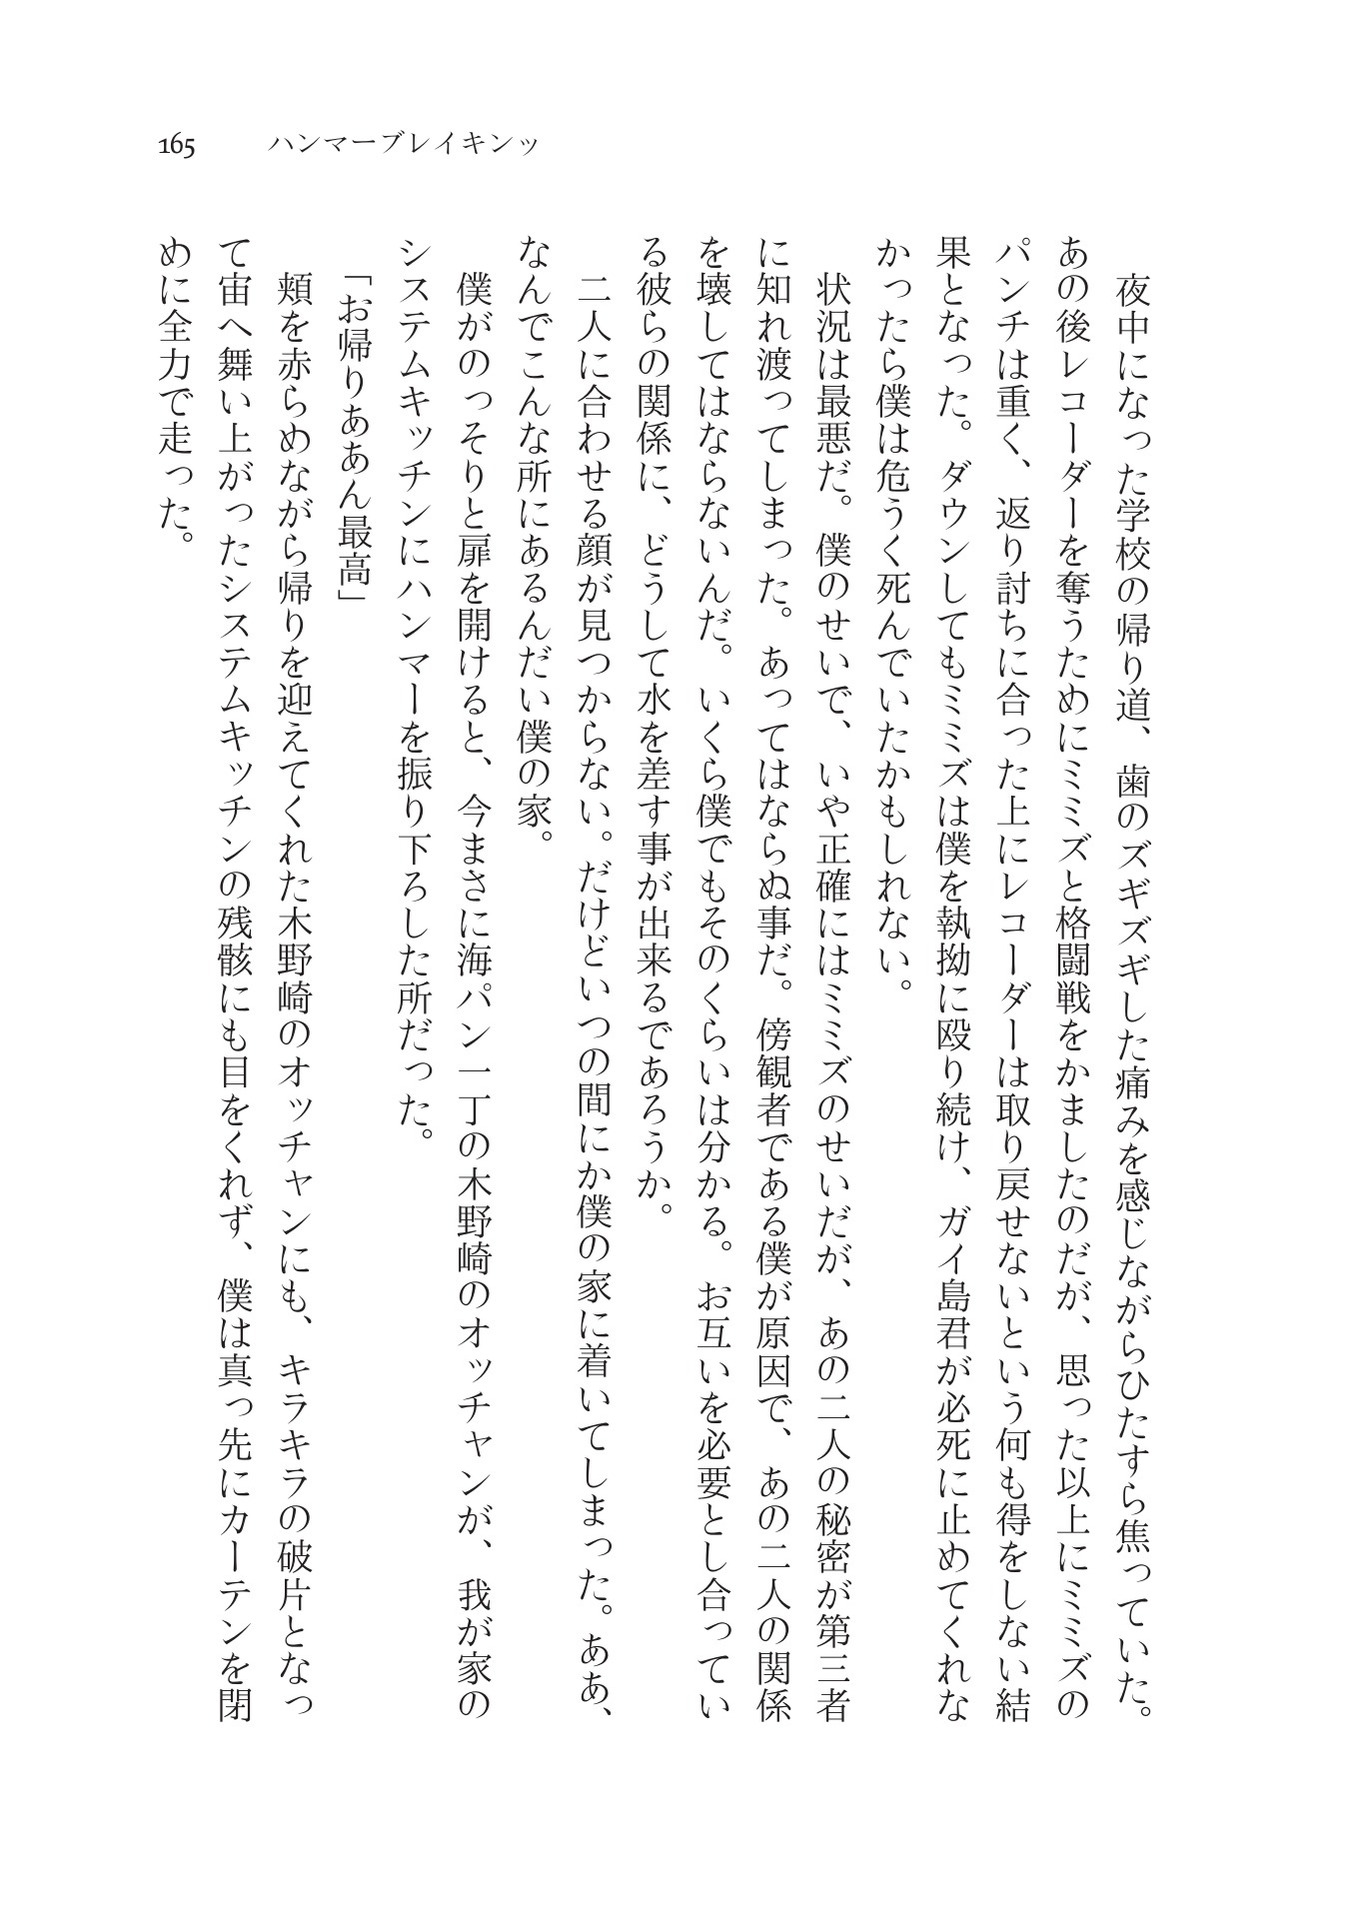 165
ハンマーブレイキンッ
　夜中になった学校の帰り道、歯のズギズギした痛みを感じながらひたすら焦っていた。
あの後レコーダーを奪うためにミミズと格闘戦をかましたのだが、思った以上にミミズの
パンチは重く、返り討ちに合った上にレコーダーは取り戻せないという何も得をしない結
果となった。ダウンしてもミミズは僕を執拗に殴り続け、ガイ島君が必死に止めてくれな
かったら僕は危うく死んでいたかもしれない。
　状況は最悪だ。僕のせいで、いや正確にはミミズのせいだが、あの二人の秘密が第三者
に知れ渡ってしまった。あってはならぬ事だ。傍観者である僕が原因で、あの二人の関係
を壊してはならないんだ。いくら僕でもそのくらいは分かる。お互いを必要とし合ってい
る彼らの関係に、どうして水を差す事が出来るであろうか。
　二人に合わせる顔が見つからない。だけどいつの間にか僕の家に着いてしまった。ああ、
なんでこんな所にあるんだい僕の家。
　僕がのっそりと扉を開けると、今まさに海パン一丁の木野崎のオッチャンが、我が家の
システムキッチンにハンマーを振り下ろした所だった。
「お帰りああん最高」
　頬を赤らめながら帰りを迎えてくれた木野崎のオッチャンにも、キラキラの破片となっ
て宙へ舞い上がったシステムキッチンの残骸にも目をくれず、僕は真っ先にカーテンを閉
めに全力で走った。